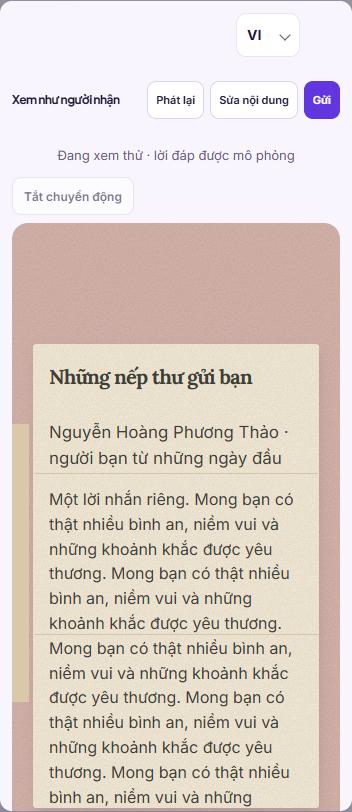 VI
Xem như người nhận
Phát lại
Sửa nội dung
Gửi
Đang xem thử · lời đáp được mô phỏng
Tắt chuyển động
Những nếp thư gửi bạn
Nguyễn Hoàng Phương Thảo ·
người bạn từ những ngày đầu
Một lời nhắn riêng. Mong bạn có
thật nhiều bình an, niềm vui và
những khoảnh khắc được yêu
thương. Mong bạn có thật nhiều
bình an, niềm vui và những
khoảnh khắc được yêu thương.
Mong bạn có thật nhiều bình an,
niềm vui và những khoảnh khắc
được yêu thương. Mong bạn có
thật nhiều bình an, niềm vui và
những khoảnh khắc được yêu
thương. Mong bạn có thật nhiều
bình an, niềm vui và những